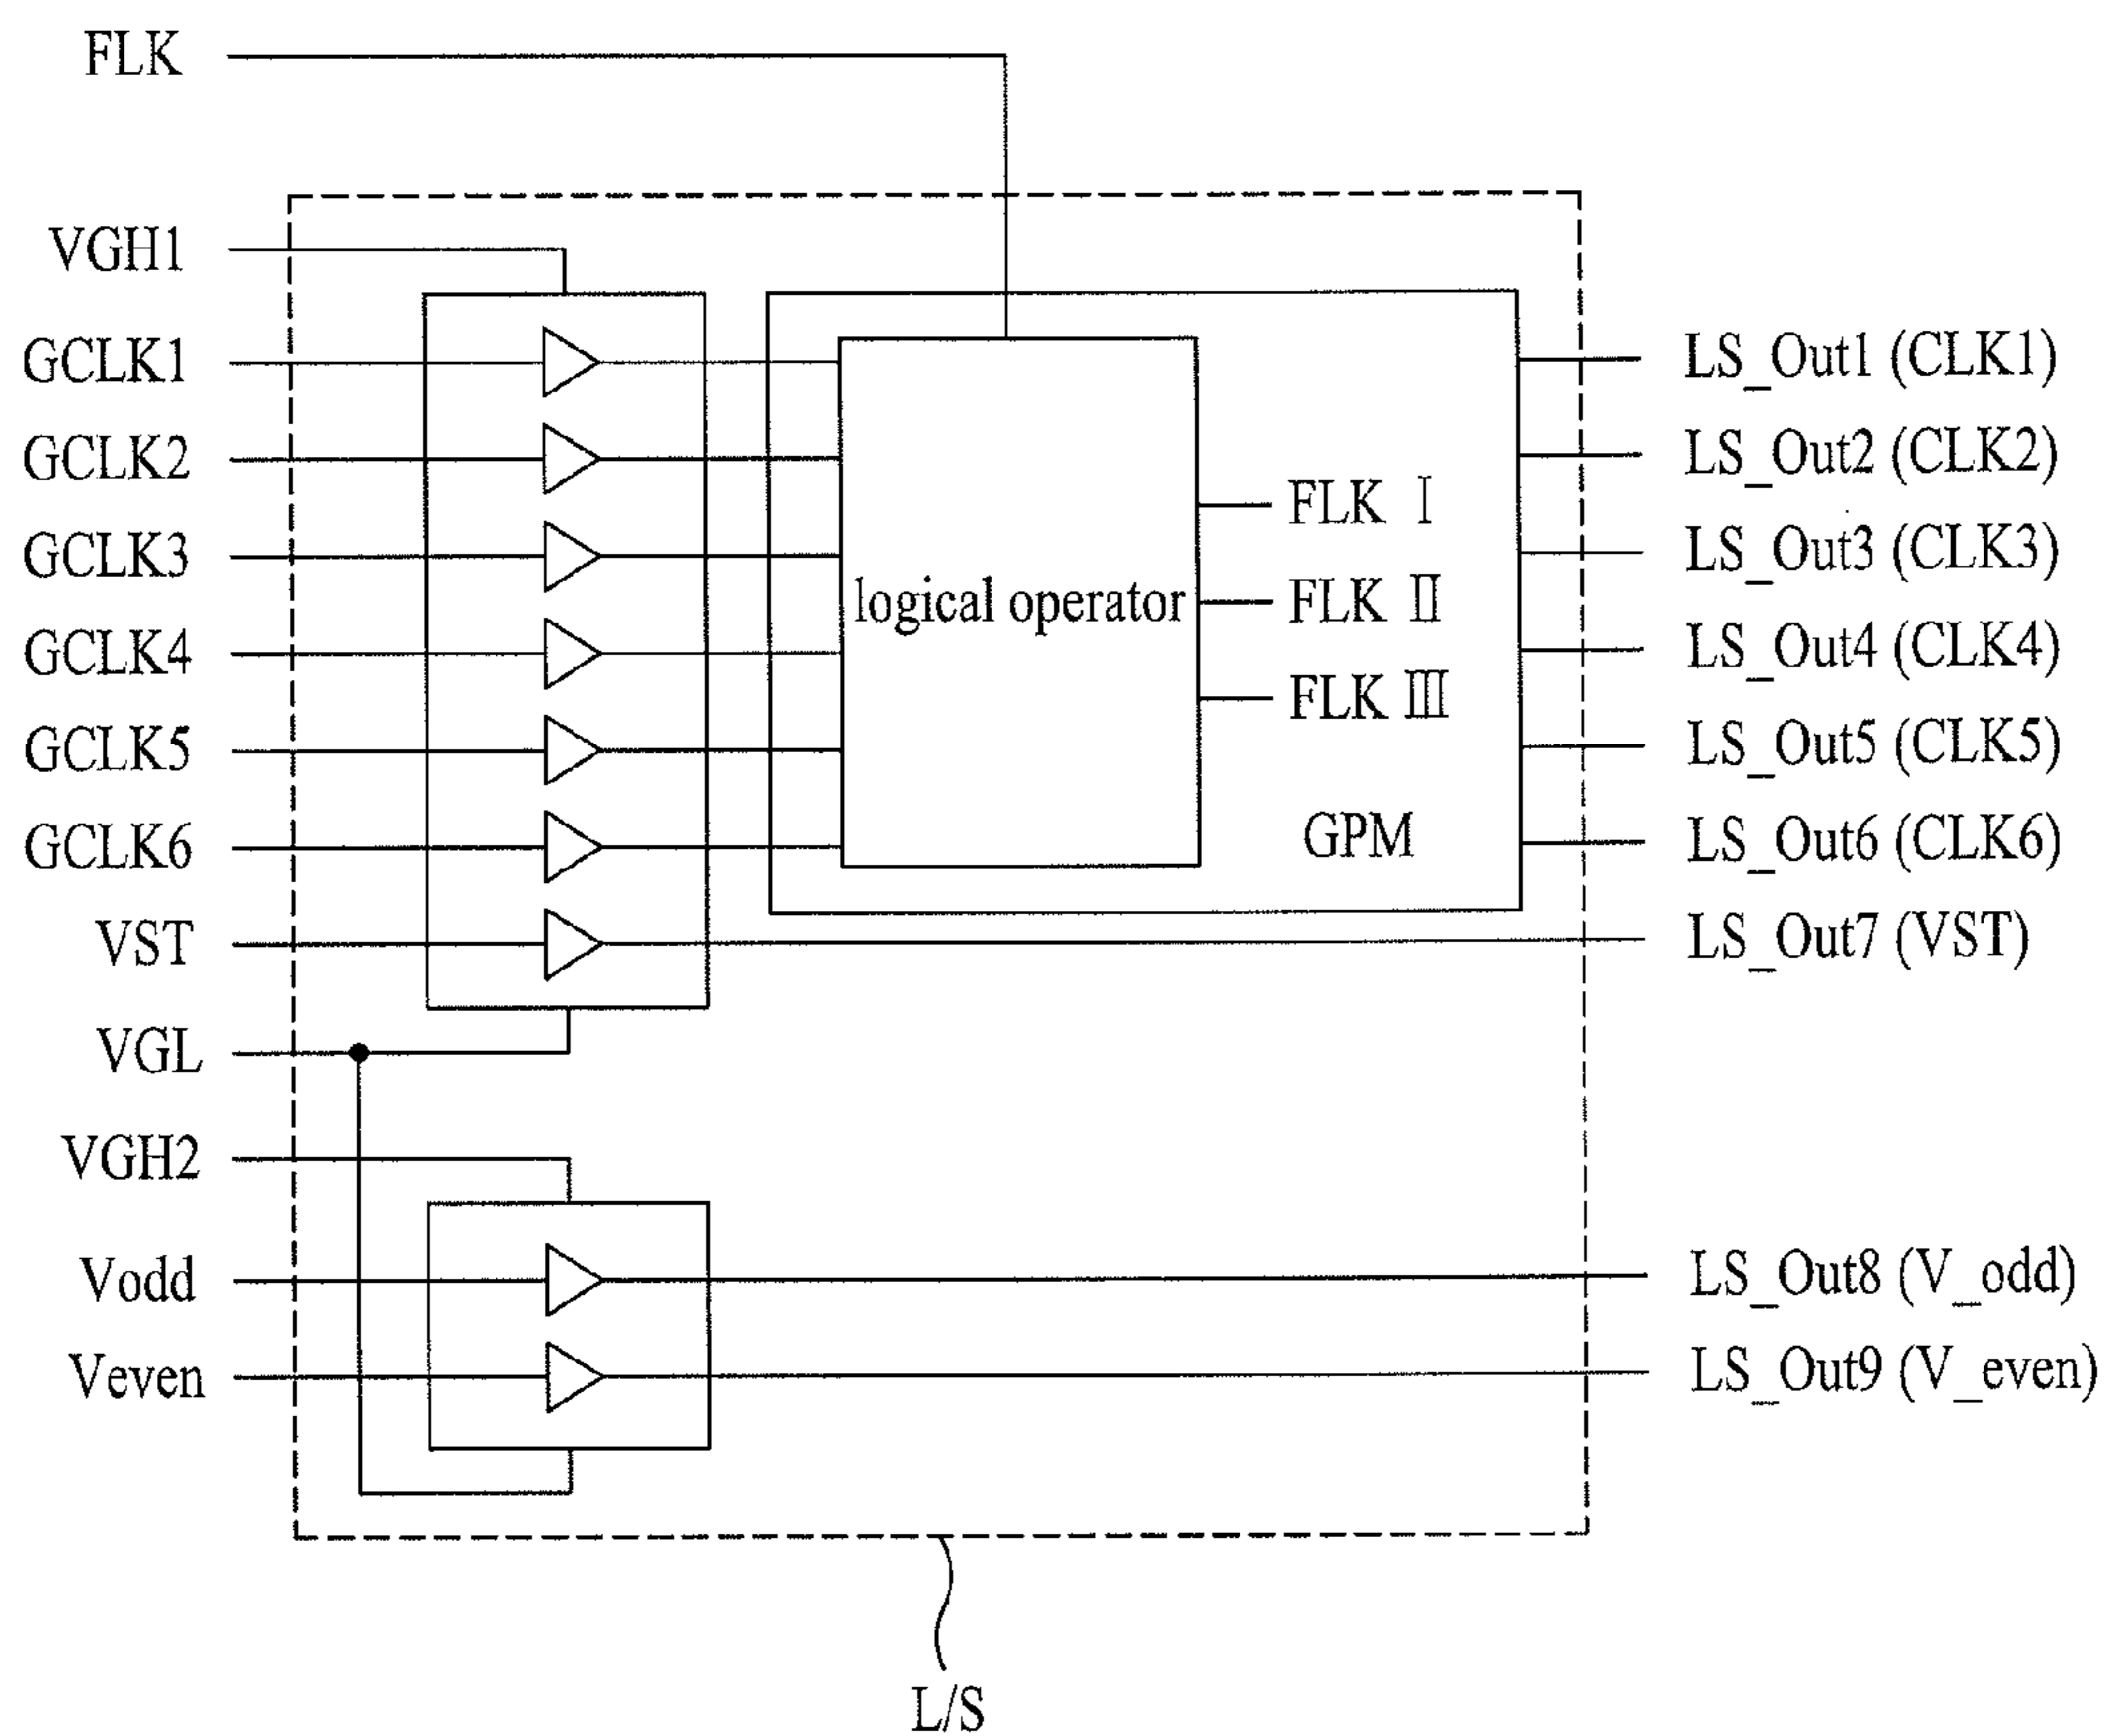 FLK
VGH1
GCLK1
GCLK2
GCLK3
GCLK4
GCLK5
GCLK6
VST
VGL
VGH2
Vodd
Veven
logical operator
FLK Ⅰ
FLK Ⅱ
FLK Ⅲ
GPM
LS_Out1 (CLK1)
LS_Out2 (CLK2)
LS_Out3 (CLK3)
LS_Out4 (CLK4)
LS_Out5 (CLK5)
LS_Out6 (CLK6)
LS_Out7 (VST)
LS_Out8 (V_odd)
LS_Out9 (V_even)
L/S